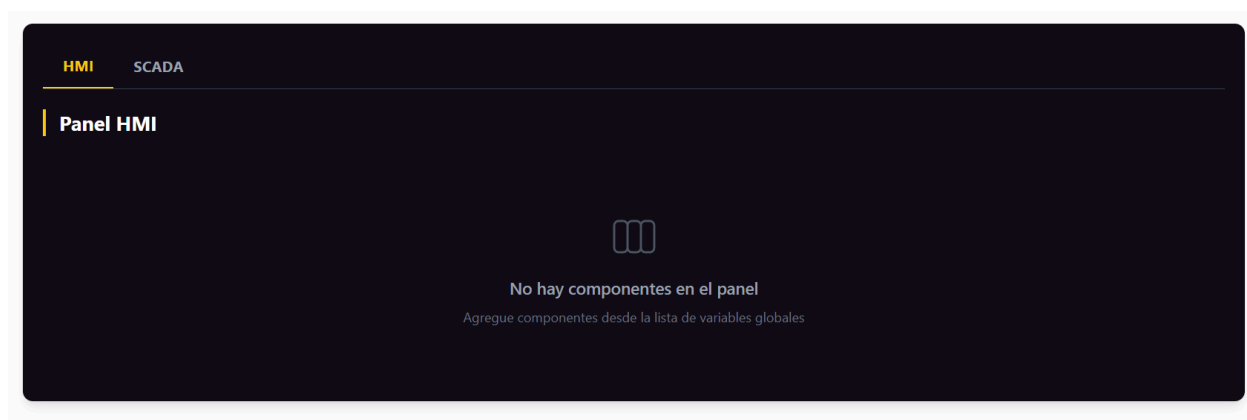 HMI SCADA
Panel HMI
No hay componentes en el panel
Agregue componentes desde la lista de variables globales